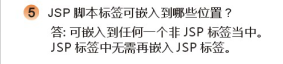 5 JSP 脚本标签可嵌入到哪些位置？
答: 可嵌入到任何一个非 JSP 标签当中。
JSP 标签中无需再嵌入 JSP 标签。